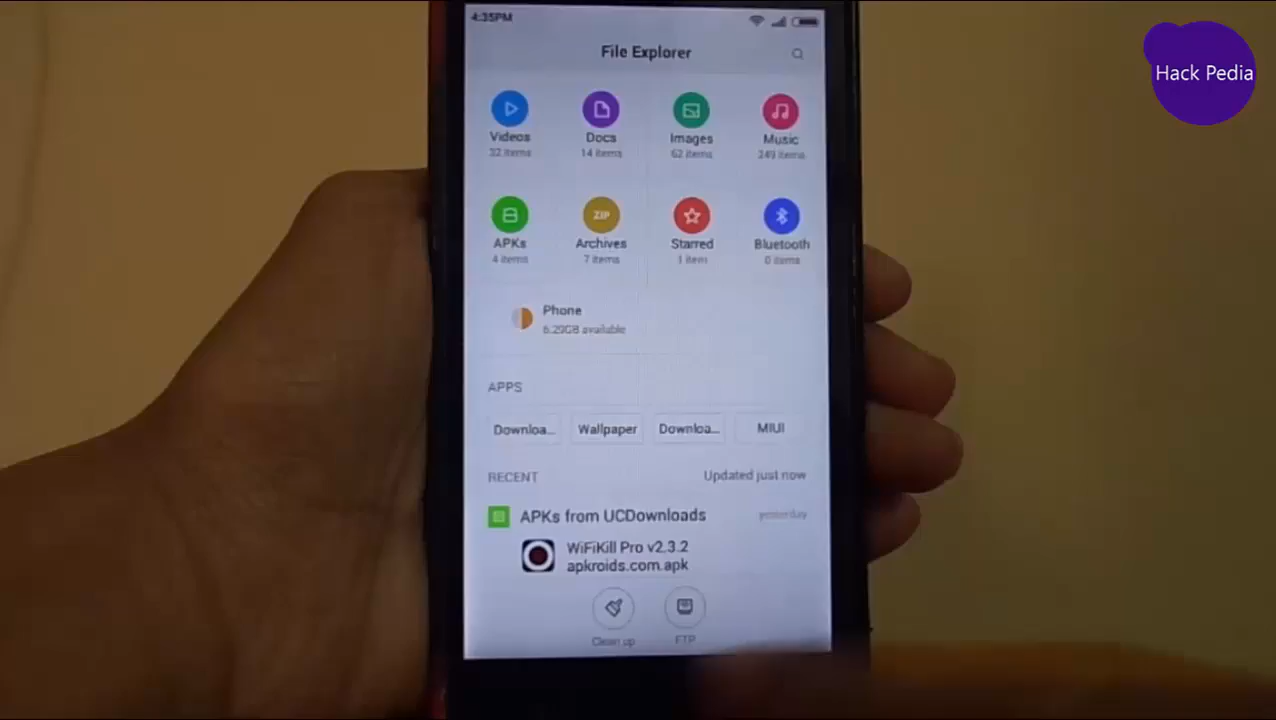 4:35PM
Hack Pedia
File Explorer
Videos
32 items
Docs
14 items
Images
62 items
Music
249 items
APKs
4 items
ZIP
Archives
7 items
Starred
1 item
Bluetooth
0 items
Phone
6.29GB available
APPS
Downloa...
Wallpaper
Downloa...
MIUI
RECENT
Updated just now
APKs from UCDownloads
yesterday
WiFiKill Pro v2.3.2
apkroids.com.apk
Clean up
FTP